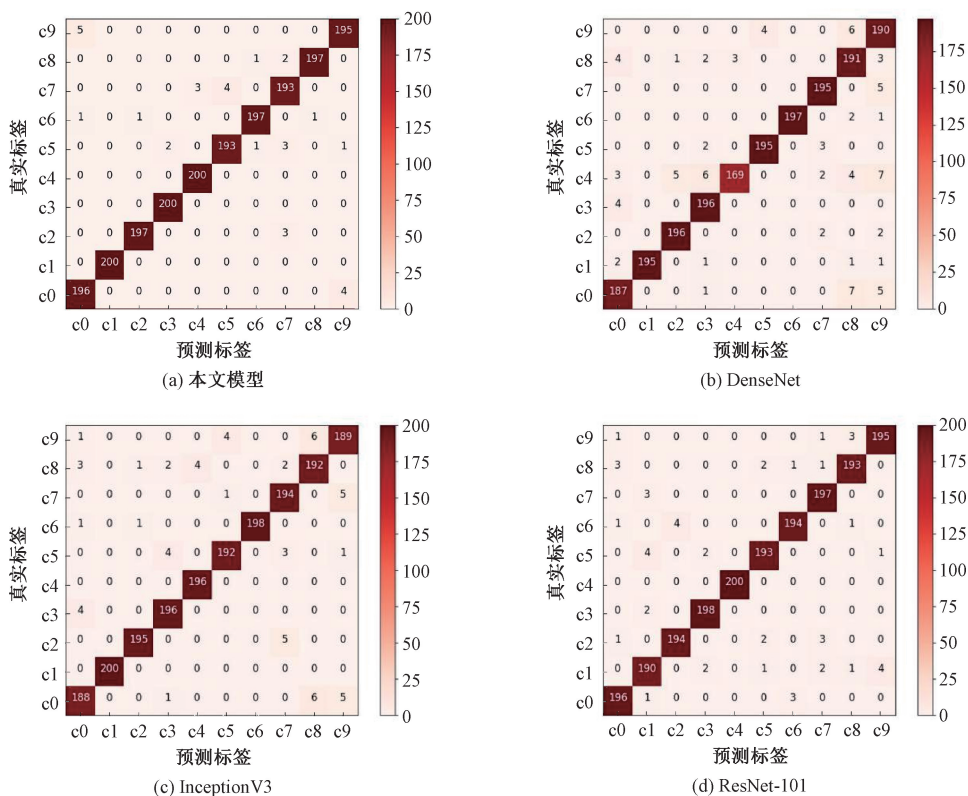 真实标签
c9 5 0 0 0 0 0 0 0 0 195
c8 0 0 0 0 0 0 1 2 197 0
c7 0 0 0 0 3 4 0 193 0 0
c6 1 0 1 0 0 0 197 0 1 0
c5 0 0 0 2 0 193 1 3 0 1
c4 0 0 0 0 200 0 0 0 0 0
c3 0 0 0 200 0 0 0 0 0 0
c2 0 0 197 0 0 0 0 3 0 0
c1 0 200 0 0 0 0 0 0 0 0
c0 196 0 0 0 0 0 0 0 0 4
c0 c1 c2 c3 c4 c5 c6 c7 c8 c9
预测标签
200
175
150
125
100
75
50
25
0
(a) 本文模型
真实标签
c9 0 0 0 0 0 4 0 0 6 190
c8 4 0 1 2 3 0 0 0 191 3
c7 0 0 0 0 0 0 0 195 0 5
c6 0 0 0 0 0 0 197 0 2 1
c5 0 0 0 2 0 195 0 3 0 0
c4 3 0 5 6 169 0 0 2 4 7
c3 4 0 0 196 0 0 0 0 0 0
c2 0 0 196 0 0 0 0 2 0 2
c1 2 195 0 1 0 0 0 0 1 1
c0 187 0 0 1 0 0 0 0 7 5
c0 c1 c2 c3 c4 c5 c6 c7 c8 c9
预测标签
175
150
125
100
75
50
25
0
(b) DenseNet
真实标签
c9 1 0 0 0 0 4 0 0 6 189
c8 3 0 1 2 4 0 0 2 192 0
c7 0 0 0 0 0 1 0 194 0 5
c6 1 0 1 0 0 0 198 0 0 0
c5 0 0 0 4 0 192 0 3 0 1
c4 0 0 0 0 196 0 0 0 0 0
c3 4 0 0 196 0 0 0 0 0 0
c2 0 0 195 0 0 0 0 5 0 0
c1 0 200 0 0 0 0 0 0 0 0
c0 188 0 0 1 0 0 0 0 6 5
c0 c1 c2 c3 c4 c5 c6 c7 c8 c9
预测标签
200
175
150
125
100
75
50
25
0
(c) InceptionV3
真实标签
c9 1 0 0 0 0 0 0 1 3 195
c8 3 0 0 0 0 2 1 1 193 0
c7 0 3 0 0 0 0 0 197 0 0
c6 1 0 4 0 0 0 194 0 1 0
c5 0 4 0 2 0 193 0 0 0 1
c4 0 0 0 0 200 0 0 0 0 0
c3 0 2 0 198 0 0 0 0 0 0
c2 1 0 194 0 0 2 0 3 0 0
c1 0 190 0 2 0 1 0 2 1 4
c0 196 1 0 0 0 0 3 0 0 0
c0 c1 c2 c3 c4 c5 c6 c7 c8 c9
预测标签
200
175
150
125
100
75
50
25
0
(d) ResNet-101